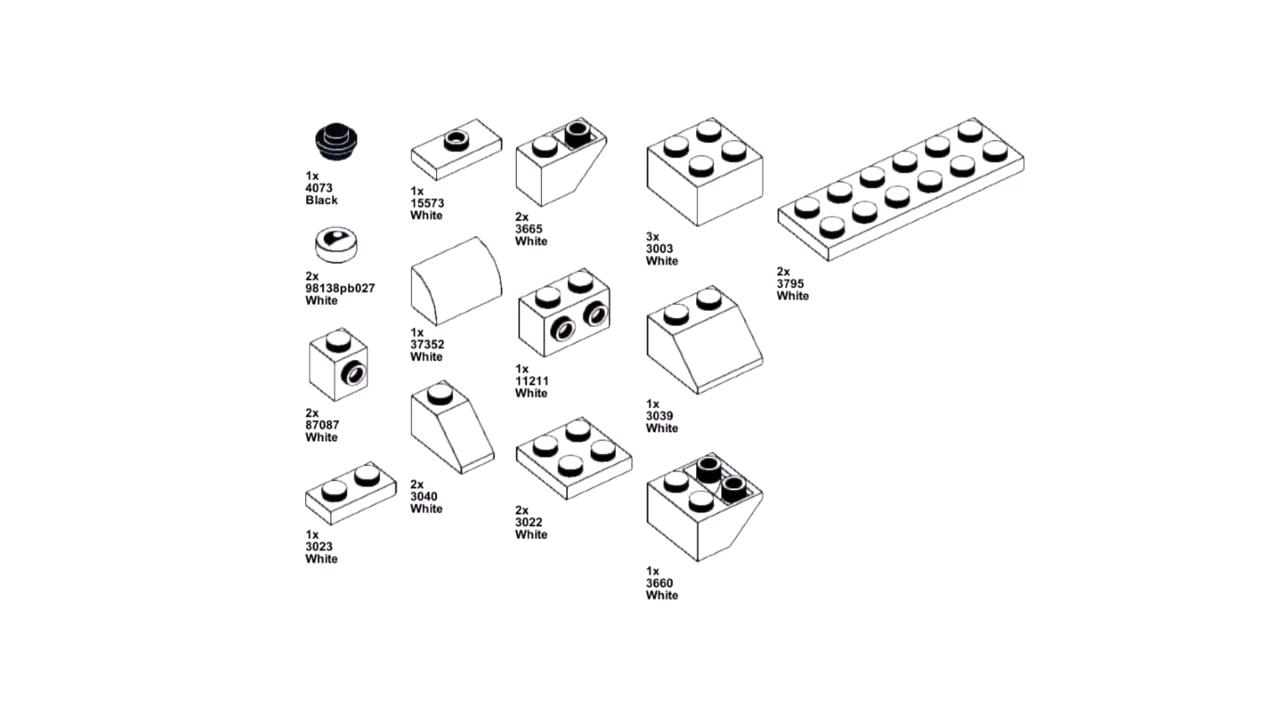 1x
4073
Black
2x
98138pb027
White
2x
87087
White
1x
3023
White
1x
15573
White
1x
37352
White
2x
3040
White
2x
3665
White
1x
11211
White
2x
3022
White
3x
3003
White
1x
3039
White
1x
3660
White
2x
3795
White